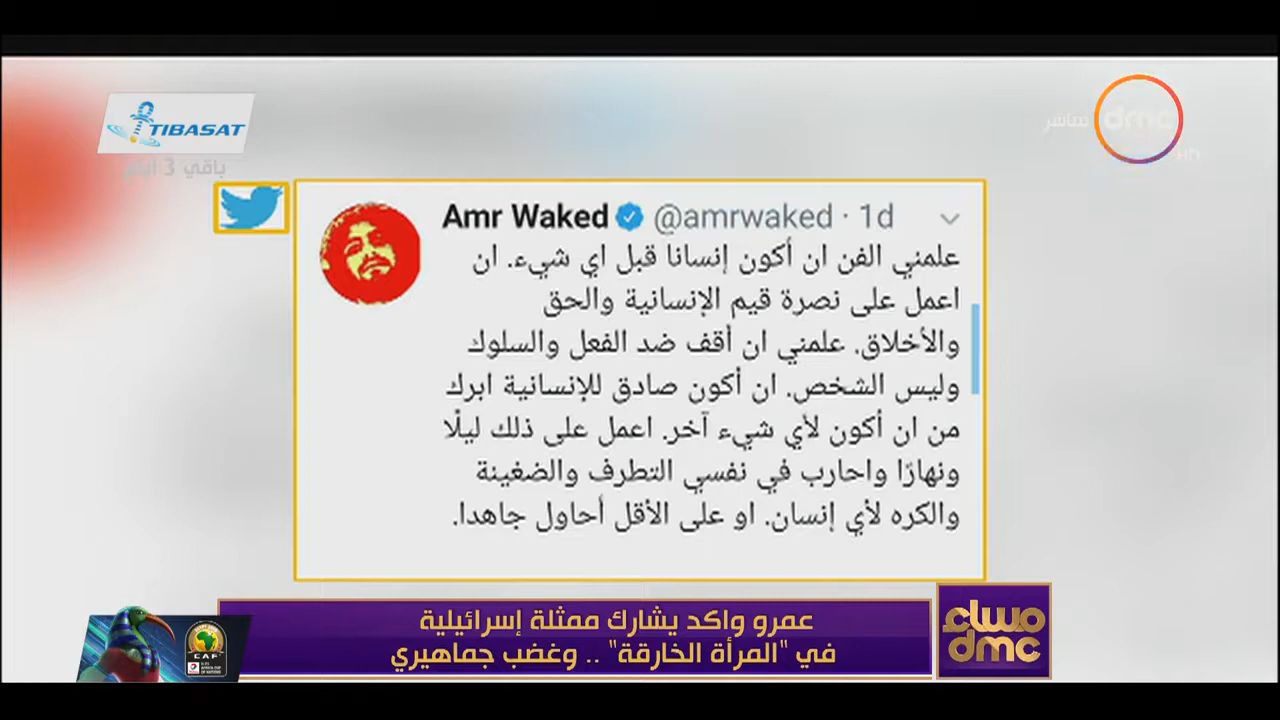 TIBASAT
dmc
مباشر
HD
Amr Waked @amrwaked · 1d
علمني الفن ان أكون إنسانا قبل اي شيء. ان
اعمل على نصرة قيم الإنسانية والحق
والأخلاق. علمني ان أقف ضد الفعل والسلوك
وليس الشخص. ان أكون صادق للإنسانية ابرك
من ان أكون لأي شيء آخر. اعمل على ذلك ليلًا
ونهارًا واحارب في نفسي التطرف والضغينة
والكره لأي إنسان. او على الأقل أحاول جاهدا.
عمرو واكد يشارك ممثلة إسرائيلية
في "المرأة الخارقة" .. وغضب جماهيري
مساء
dmc
CAF